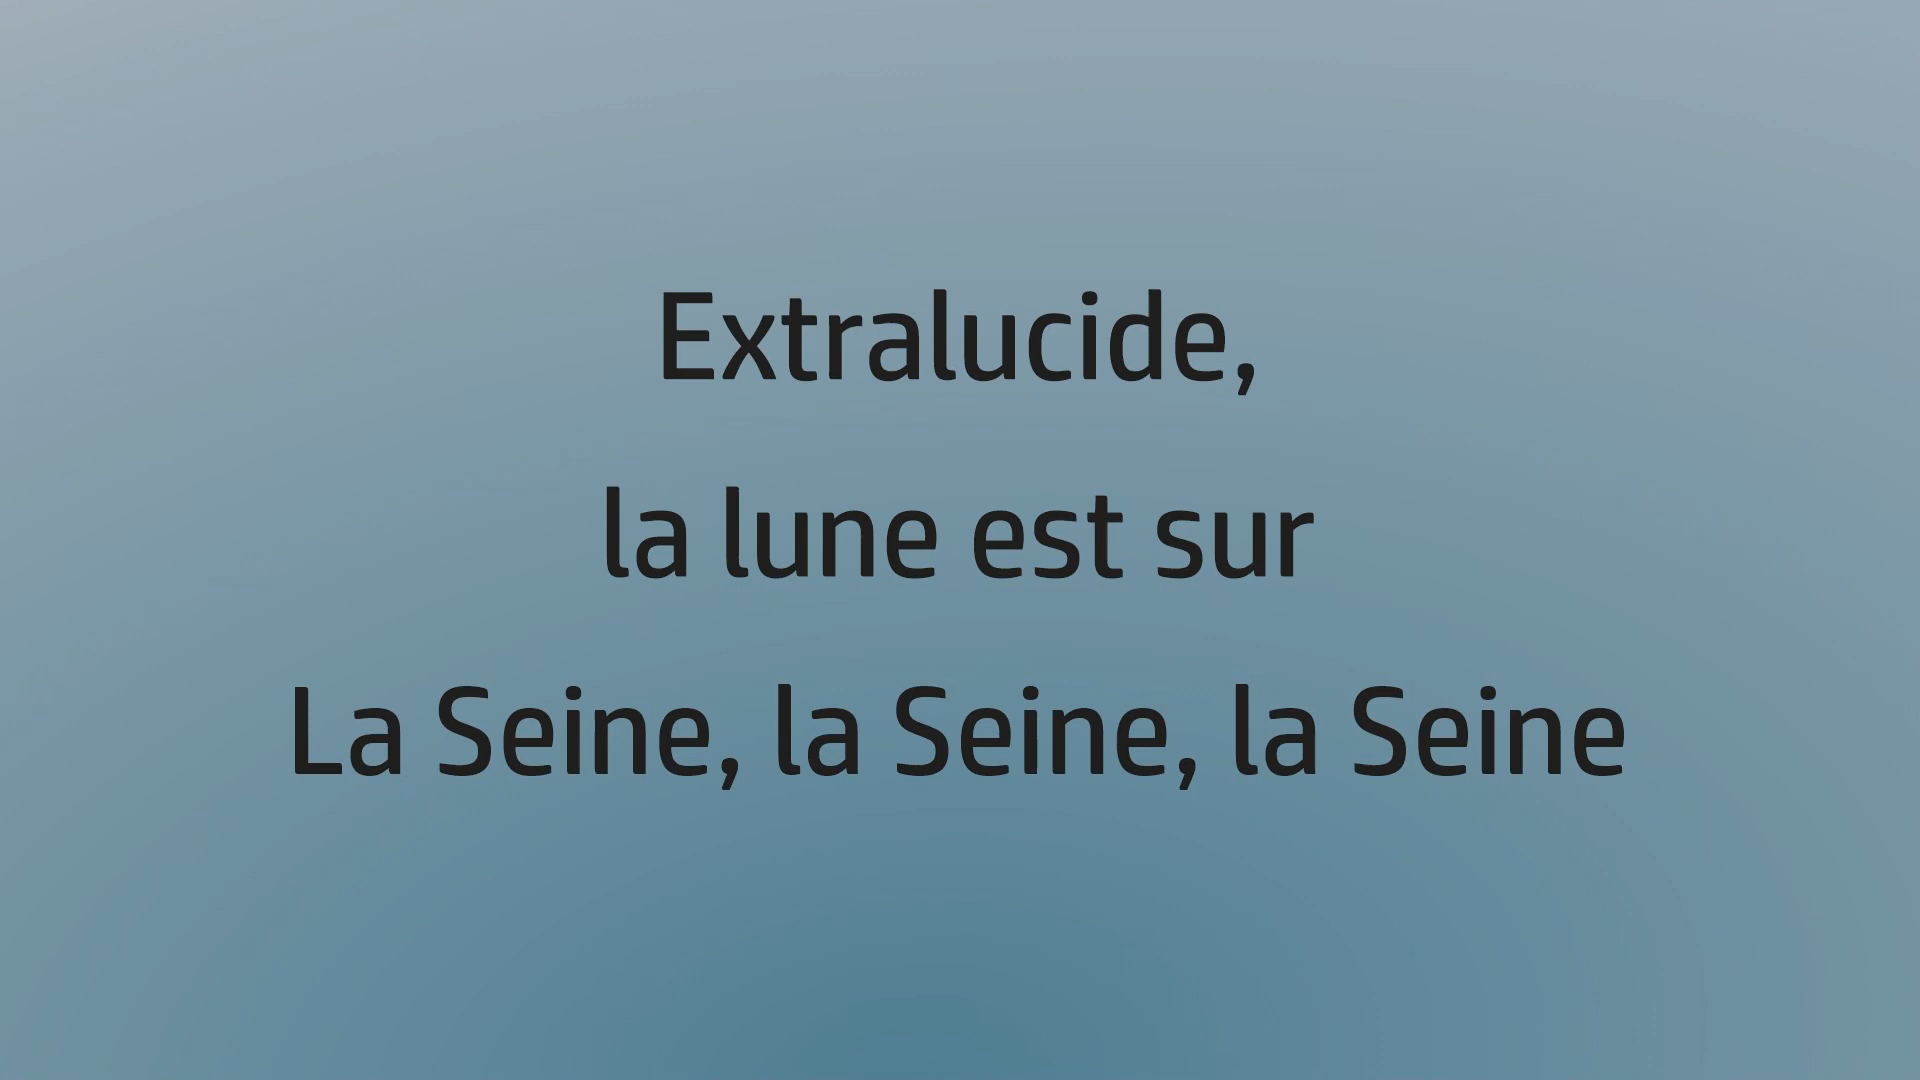 Extralucide,
la lune est sur
La Seine, la Seine, la Seine